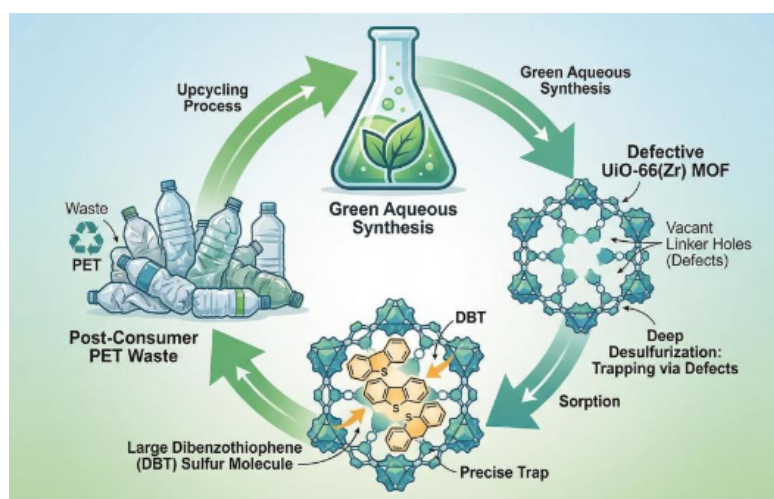 Upcycling
Process
Green Aqueous
Synthesis
Green Aqueous
Synthesis
Defective
UiO-66(Zr) MOF
Vacant
Linker Holes
(Defects)
Waste
PET
Post-Consumer
PET Waste
DBT
S
S
S
Deep
Desulfurization:
Trapping via Defects
Sorption
Large Dibenzothiophene
(DBT) Sulfur Molecule
Precise Trap